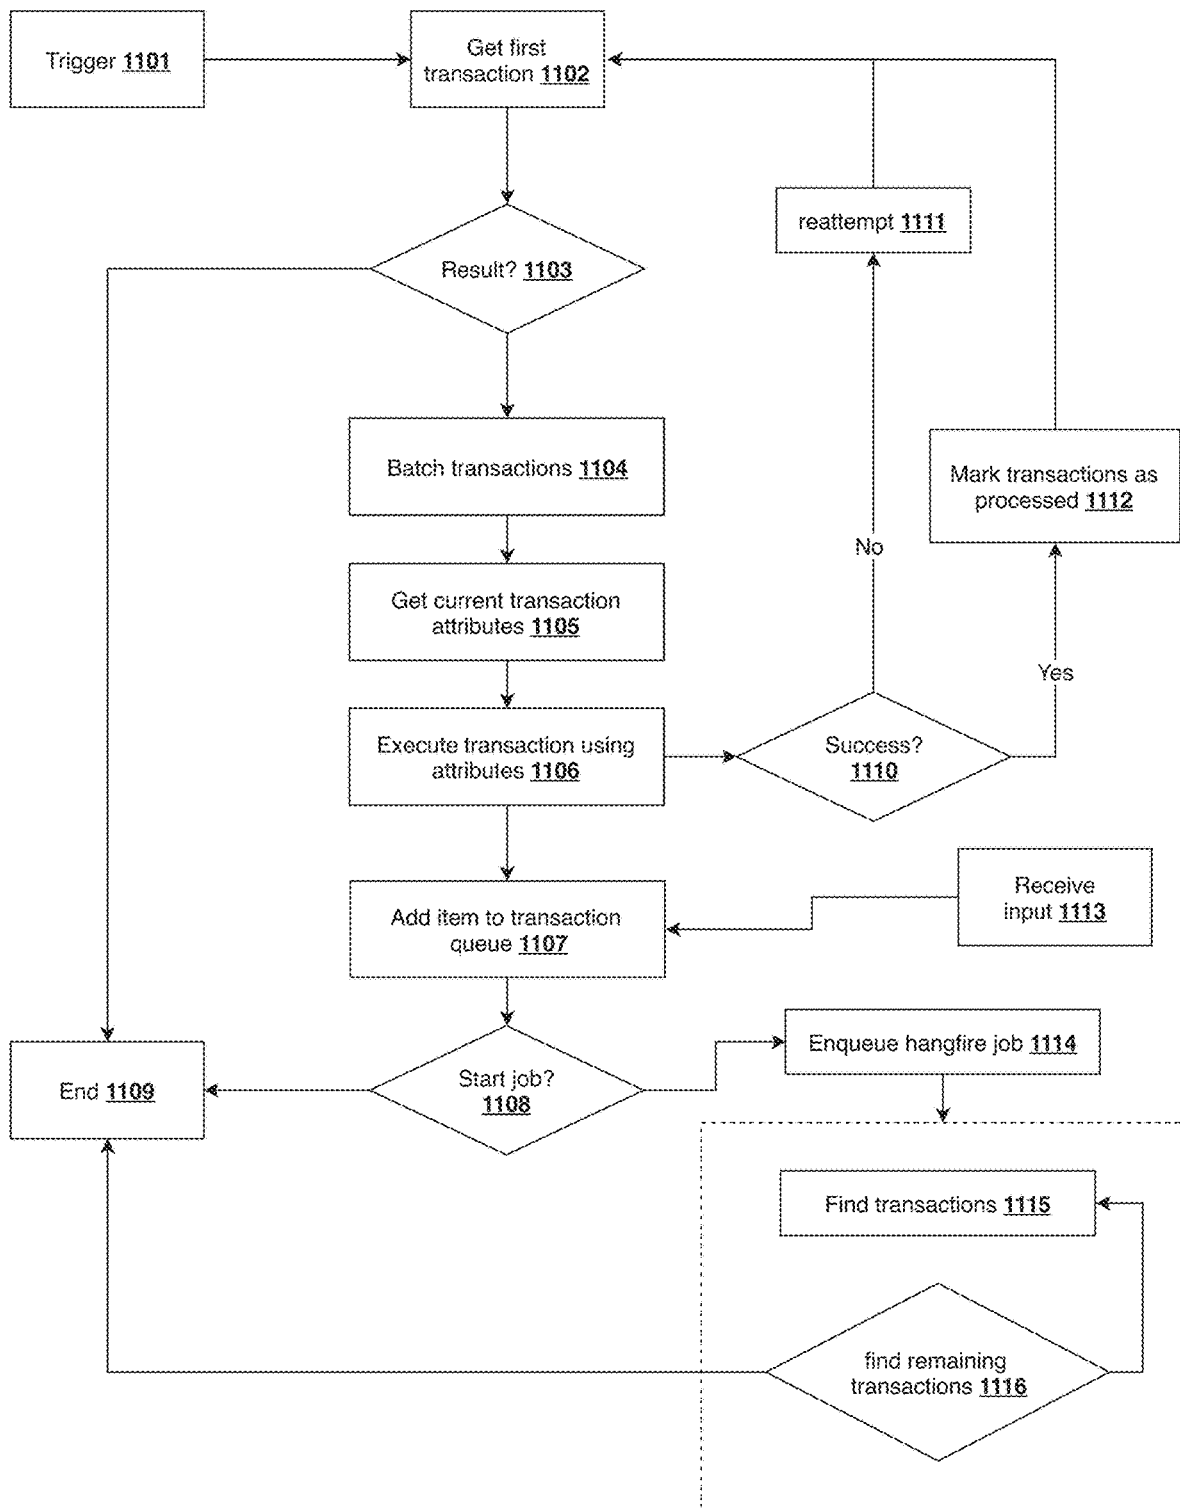 Trigger 1101
Get first
transaction 1102
reattempt 1111
Result? 1103
Batch transactions 1104
Mark transactions as
processed 1112
No
Get current transaction
attributes 1105
Yes
Execute transaction using
attributes 1106
Success?
1110
Receive
input 1113
Add item to transaction
queue 1107
Enqueue hangfire job 1114
End 1109
Start job?
1108
Find transactions 1115
find remaining
transactions 1116